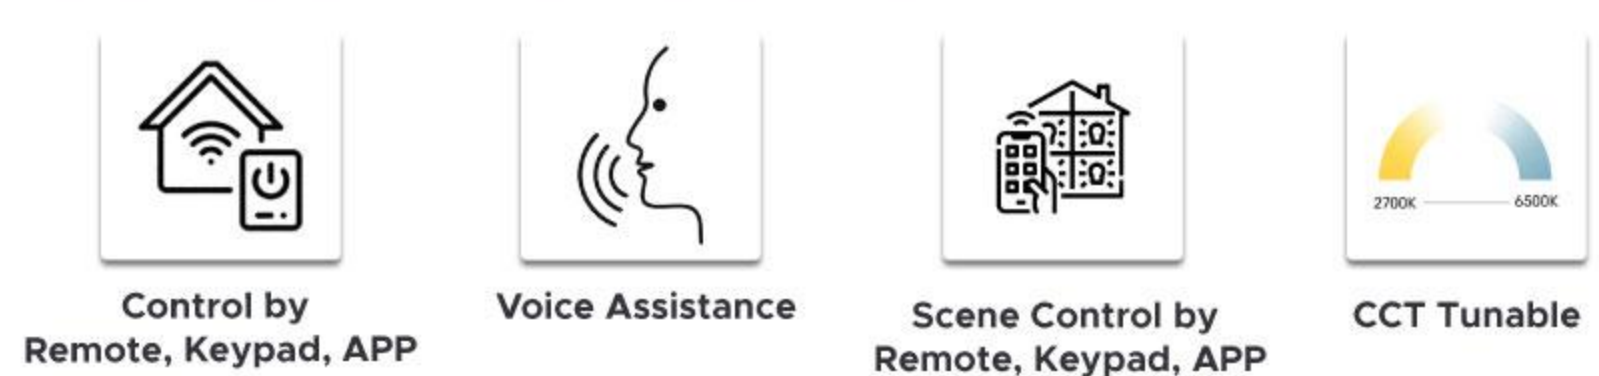 2700K
6500K
Control by
Remote, Keypad, APP
Voice Assistance
Scene Control by
Remote, Keypad, APP
CCT Tunable